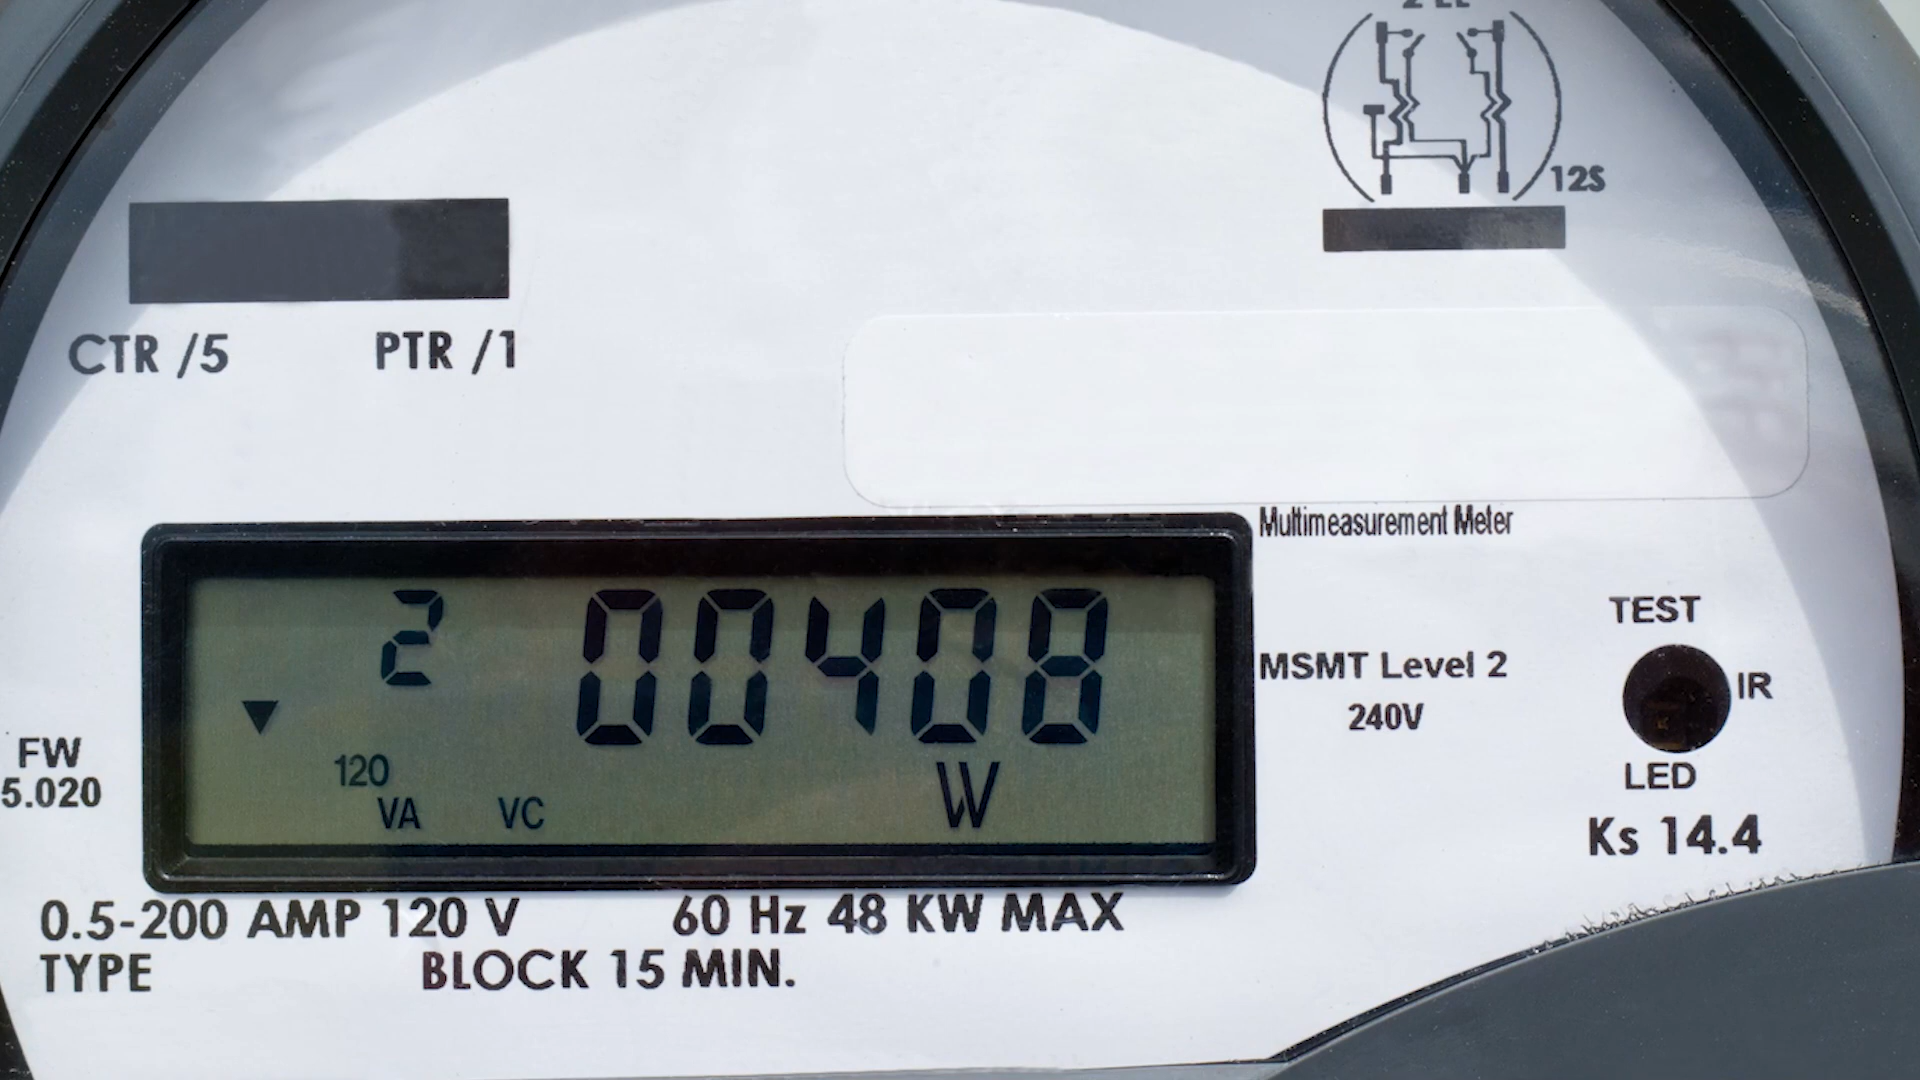 12S
CTR /5 PTR /1
Multimeasurement Meter
2 00408
MSMT Level 2
240V
TEST
IR
LED
Ks 14.4
FW
5.020
120
VA VC W
0.5-200 AMP 120 V 60 Hz 48 KW MAX
TYPE BLOCK 15 MIN.